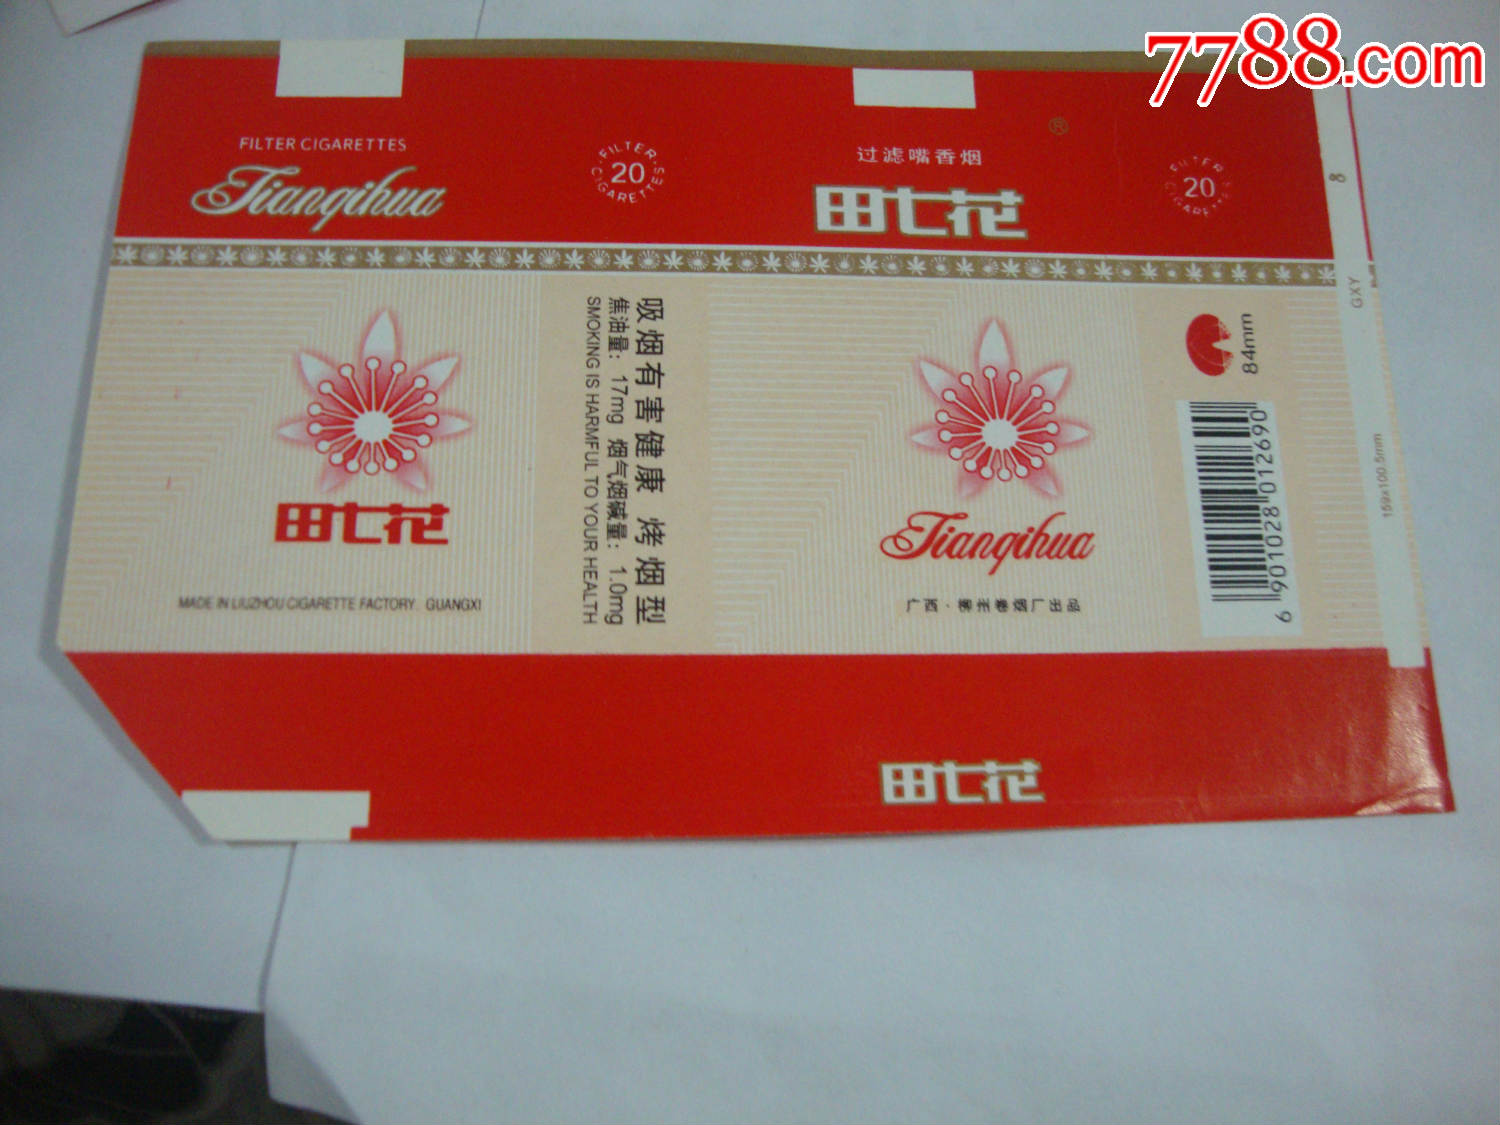 7788.com
FILTER CIGARETTES
Tianqihua
·FILTER·
20
CIGARETTES
过滤嘴香烟
®
田七花
·FILTER·
20
CIGARETTES
8
GXY
159x100.5mm
田七花
MADE IN LIUZHOU CIGARETTE FACTORY. GUANGXI
吸烟有害健康 烤烟型
焦油量：17mg 烟气烟碱量：1.0mg
SMOKING IS HARMFUL TO YOUR HEALTH
Tianqihua
广西·柳州卷烟厂出品
84mm
6 901028 012690
田七花